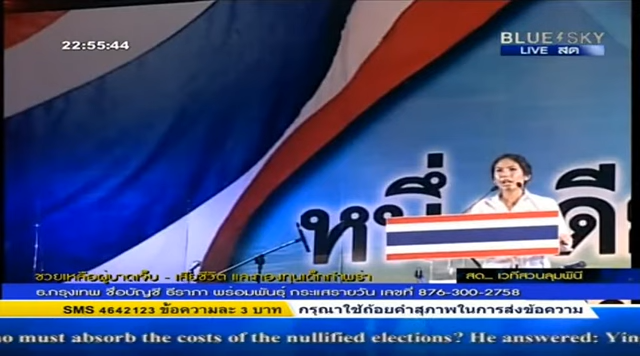 22:55:44
BLUE SKY
LIVE สด
หนึ่ง
ดีย
ช่วยเหลือผู้บาดเจ็บ - เสียชีวิต และกองทุนเด็กกำพร้า
สด... เวทีสวนลุมพินี
ธ.กรุงเทพ ชื่อบัญชี ธีราภา พร้อมพันธุ์ กระแสรายวัน เลขที่ 876-300-2758
SMS 4642123 ข้อความละ 3 บาท กรุณาใช้ถ้อยคำสุภาพในการส่งข้อความ
must absorb the costs of the nullified elections? He answered: